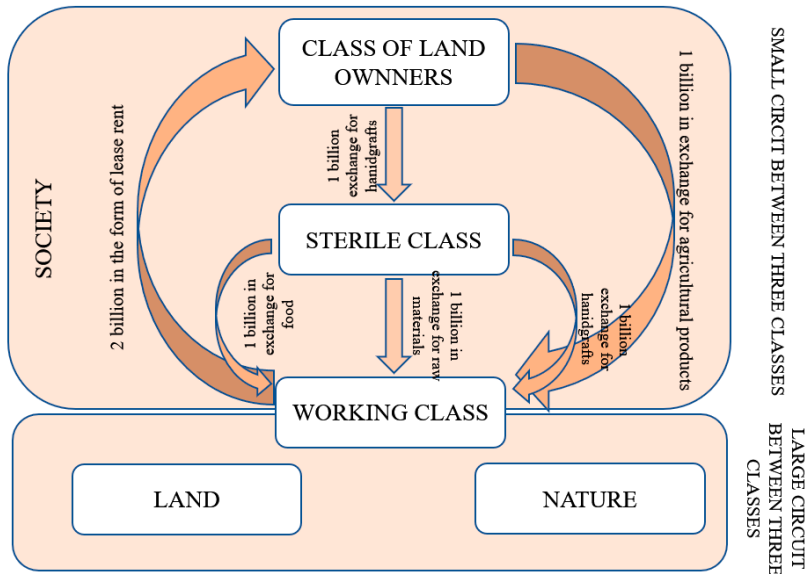 CLASS OF LAND
OWNNERS
1 billion
exchange for
hanidgrafts
STERILE CLASS
1 billion in
exchange for
food
1 billion in
exchange for raw
materials
1 billion
exchange for
hanidgrafts
WORKING CLASS
LAND
NATURE
SOCIETY
2 billion in the form of lease rent
1 billion in exchange for agricultural products
SMALL CIRCIT BETWEEN THREE CLASSES
LARGE CIRCUIT
BETWEEN THREE
CLASSES